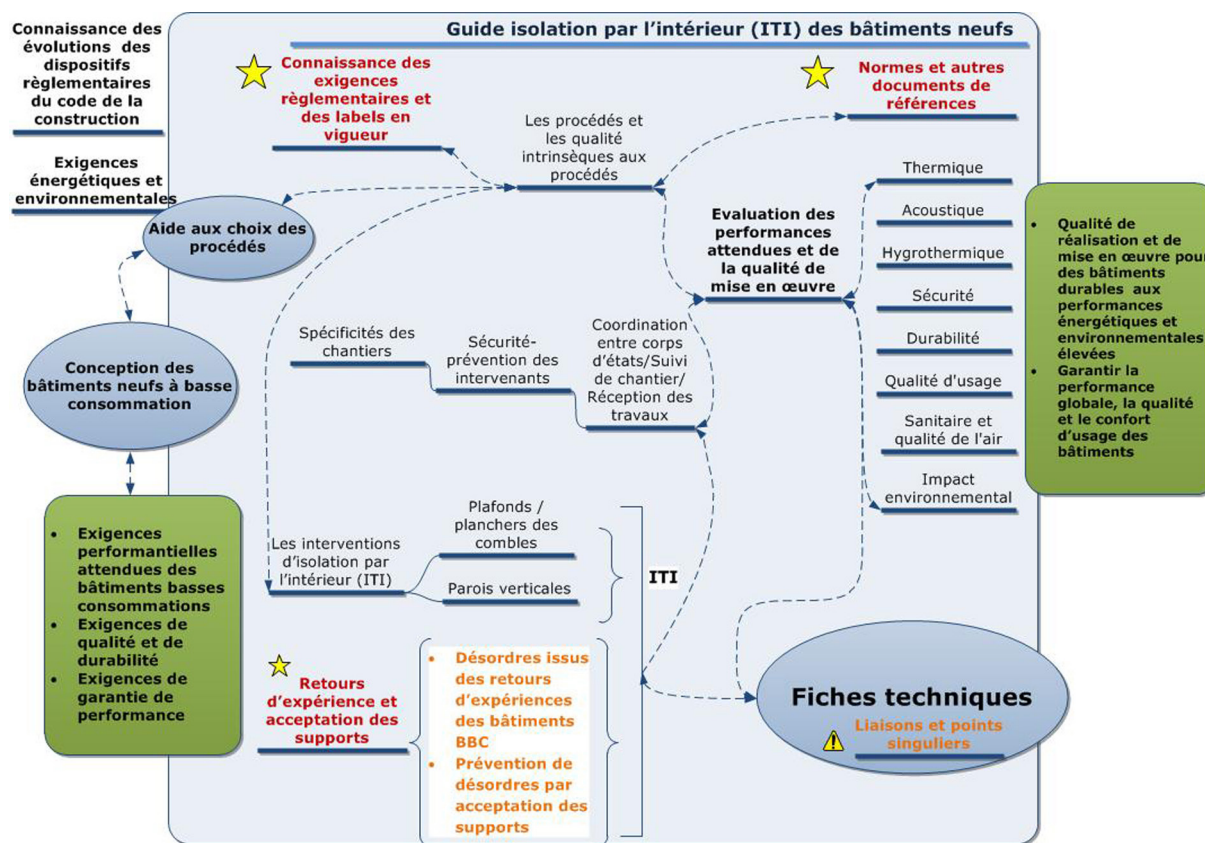 Guide isolation par l'intérieur (ITI) des bâtiments neufs
Connaissance des
évolutions des
dispositifs
règlementaires
du code de la
construction
Exigences
énergétiques et
environnementales
Connaissance des
exigences
règlementaires et
des labels en
vigueur
Les procédés et
les qualité
intrinsèques aux
procédés
Normes et autres
documents de
références
Aide aux choix des
procédés
Conception des
bâtiments neufs à basse
consommation
• Exigences
performantielles
attendues des
bâtiments basses
consommations
• Exigences de
qualité et de
durabilité
• Exigences de
garantie de
performance
Evaluation des
performances
attendues et de
la qualité de
mise en œuvre
Thermique
Acoustique
Hygrothermique
Sécurité
Durabilité
Qualité d'usage
Sanitaire et
qualité de l'air
Impact
environnemental
• Qualité de
réalisation et de
mise en œuvre pour
des bâtiments
durables aux
performances
énergétiques et
environnementales
élevées
• Garantir la
performance
globale, la qualité
et le confort
d'usage des
bâtiments
Spécificités des
chantiers
Sécurité-
prévention des
intervenants
Coordination
entre corps
d'états/Suivi
de chantier/
Réception des
travaux
Les interventions
d'isolation par
l'intérieur (ITI)
Plafonds /
planchers des
combles
Parois verticales
ITI
Retours
d'expérience et
acceptation des
supports
• Désordres issus
des retours
d'expériences
des bâtiments
BBC
• Prévention de
désordres par
acceptation des
supports
Fiches techniques
Liaisons et points
singuliers